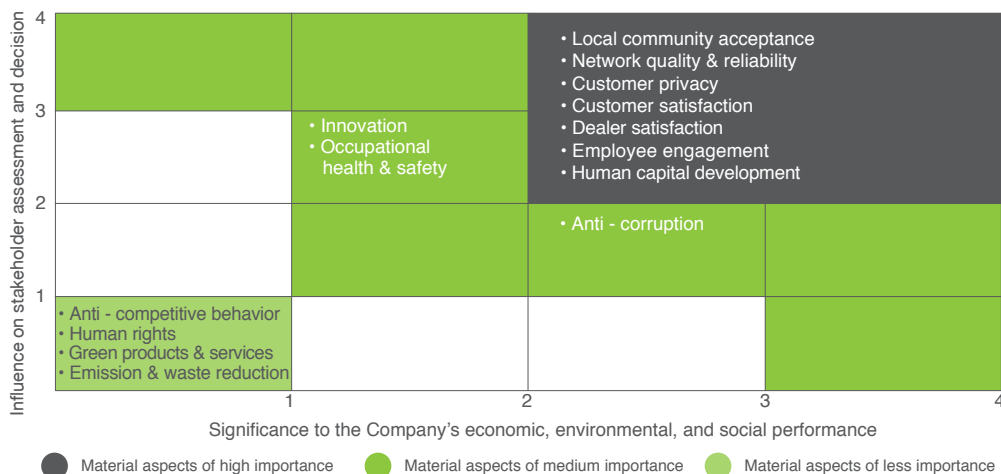 Influence on stakeholder assessment and decision
4
3
2
1
• Local community acceptance
• Network quality & reliability
• Customer privacy
• Customer satisfaction
• Dealer satisfaction
• Employee engagement
• Human capital development
• Innovation
• Occupational
health & safety
• Anti - corruption
• Anti - competitive behavior
• Human rights
• Green products & services
• Emission & waste reduction
0
1
2
3
4
Significance to the Company's economic, environmental, and social performance
Material aspects of high importance
Material aspects of medium importance
Material aspects of less importance